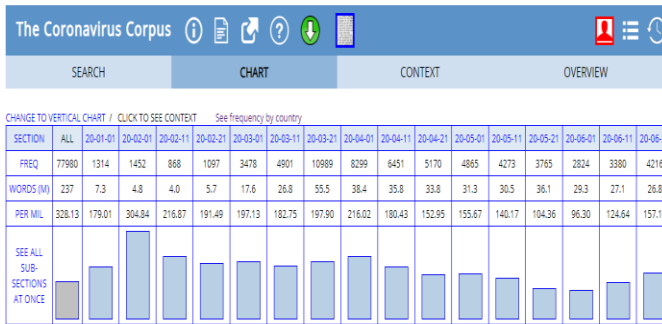 The Coronavirus Corpus
SEARCH CHART CONTEXT OVERVIEW
CHANGE TO VERTICAL CHART / CLICK TO SEE CONTEXT See frequency by country
SECTION ALL 20-01-01 20-02-01 20-02-11 20-02-21 20-03-01 20-03-11 20-03-21 20-04-01 20-04-11 20-04-21 20-05-01 20-05-11 20-05-21 20-06-01 20-06-11 20-06-
FREQ 77980 1314 1452 868 1097 3478 4901 10989 8299 6451 5170 4865 4273 3765 2824 3380 4216
WORDS (M) 237 7.3 4.8 4.0 5.7 17.6 26.8 55.5 38.4 35.8 33.8 31.3 30.5 36.1 29.3 27.1 26.8
PER MIL 328.13 179.01 304.84 216.87 191.49 197.13 182.75 197.90 216.02 180.43 152.95 155.67 140.17 104.36 96.30 124.64 157.1
SEE ALL
SUB-
SECTIONS
AT ONCE